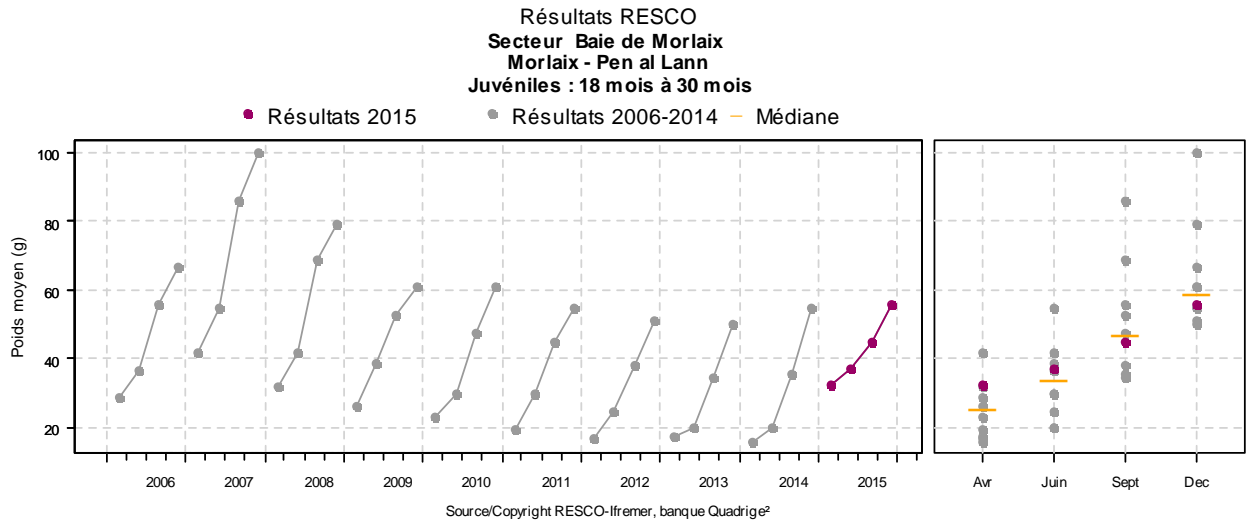 Résultats RESCO
Secteur Baie de Morlaix
Morlaix - Pen al Lann
Juvéniles : 18 mois à 30 mois
Résultats 2015 Résultats 2006-2014 Médiane
Poids moyen (g)
100
80
60
40
20
2006 2007 2008 2009 2010 2011 2012 2013 2014 2015
Avr Juin Sept Dec
Source/Copyright RESCO-Ifremer, banque Quadrige²